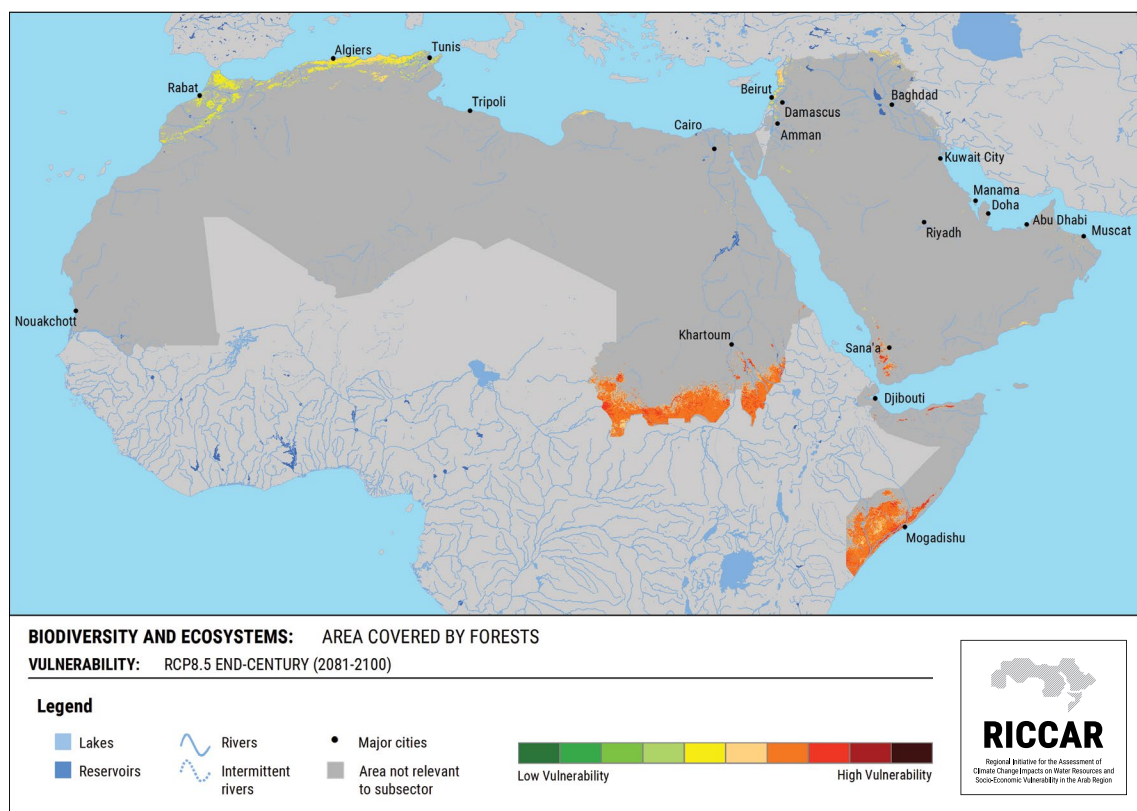 Algiers
Tunis
Rabat
Tripoli
Beirut
Damascus
Baghdad
Amman
Cairo
Kuwait City
Manama
Doha
Abu Dhabi
Riyadh
Muscat
Nouakchott
Khartoum
Sana'a
Djibouti
Mogadishu
BIODIVERSITY AND ECOSYSTEMS: AREA COVERED BY FORESTS
VULNERABILITY: RCP8.5 END-CENTURY (2081-2100)
Legend
Lakes
Reservoirs
Rivers
Intermittent
rivers
Major cities
Area not relevant
to subsector
Low Vulnerability
High Vulnerability
RICCAR
Regional Initiative for the Assessment of
Climate Change Impacts on Water Resources and
Socio-Economic Vulnerability in the Arab Region